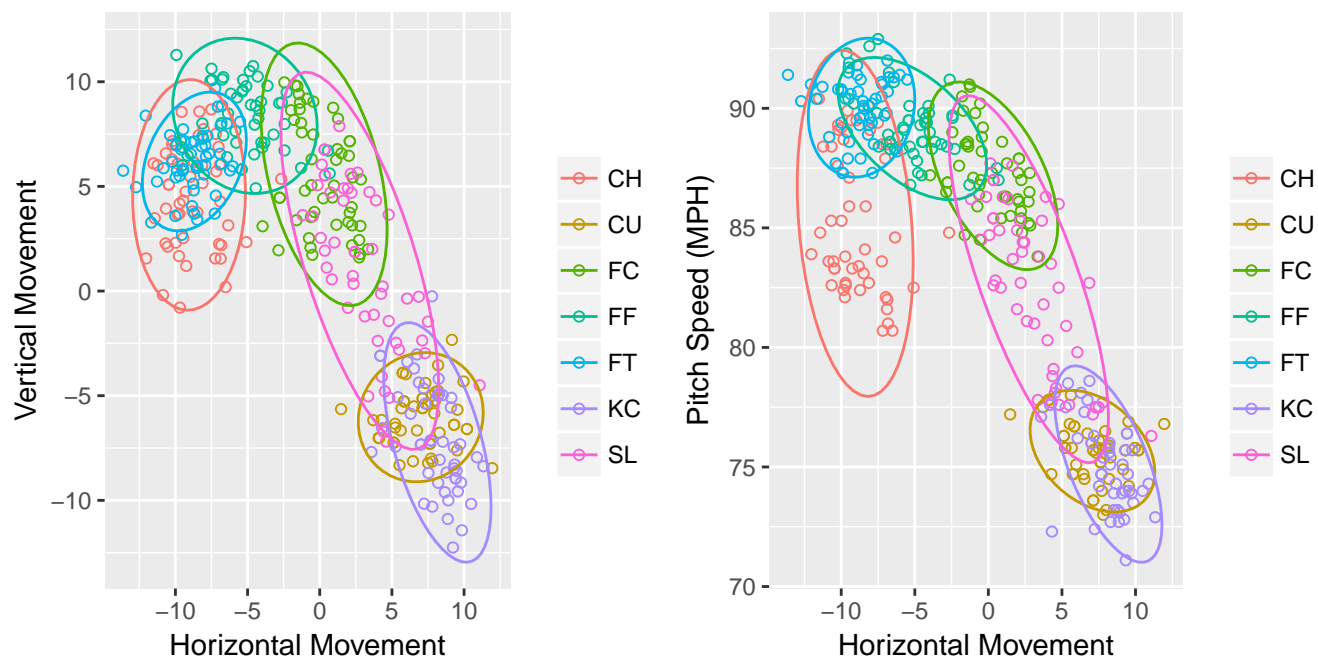 10
5
0
−5
−10
−10 −5 0 5 10
Vertical Movement
Horizontal Movement
CH
CU
FC
FF
FT
KC
SL
90
85
80
75
70
−10 −5 0 5 10
Pitch Speed (MPH)
Horizontal Movement
CH
CU
FC
FF
FT
KC
SL